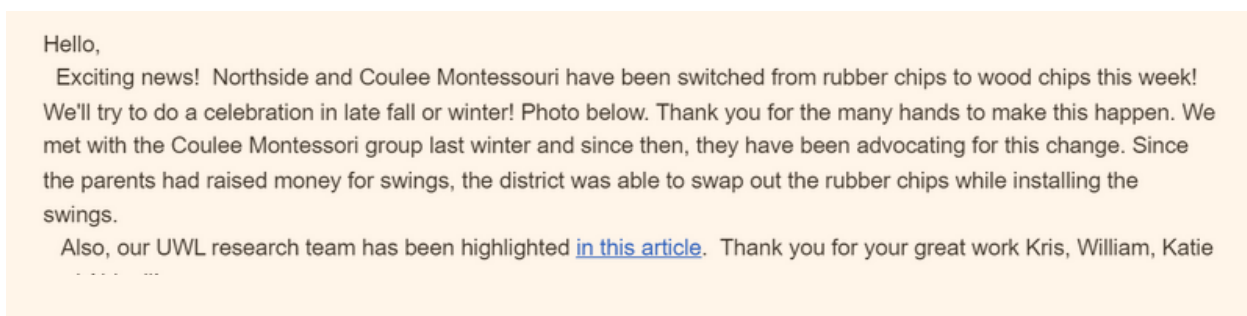 Hello,
Exciting news!  Northside and Coulee Montessouri have been switched from rubber chips to wood chips this week!
We'll try to do a celebration in late fall or winter! Photo below. Thank you for the many hands to make this happen. We
met with the Coulee Montessori group last winter and since then, they have been advocating for this change. Since
the parents had raised money for swings, the district was able to swap out the rubber chips while installing the
swings.
Also, our UWL research team has been highlighted in this article.  Thank you for your great work Kris, William, Katie